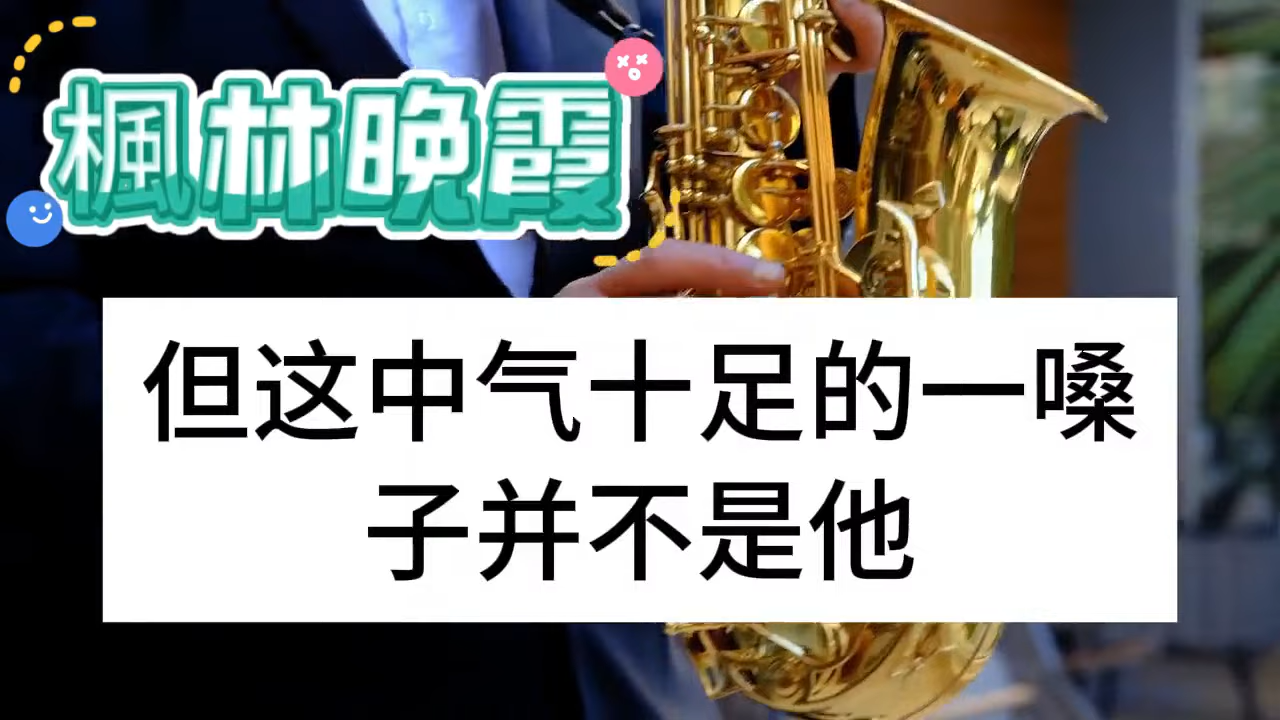 楓林晚霞
但这中气十足的一嗓
子并不是他